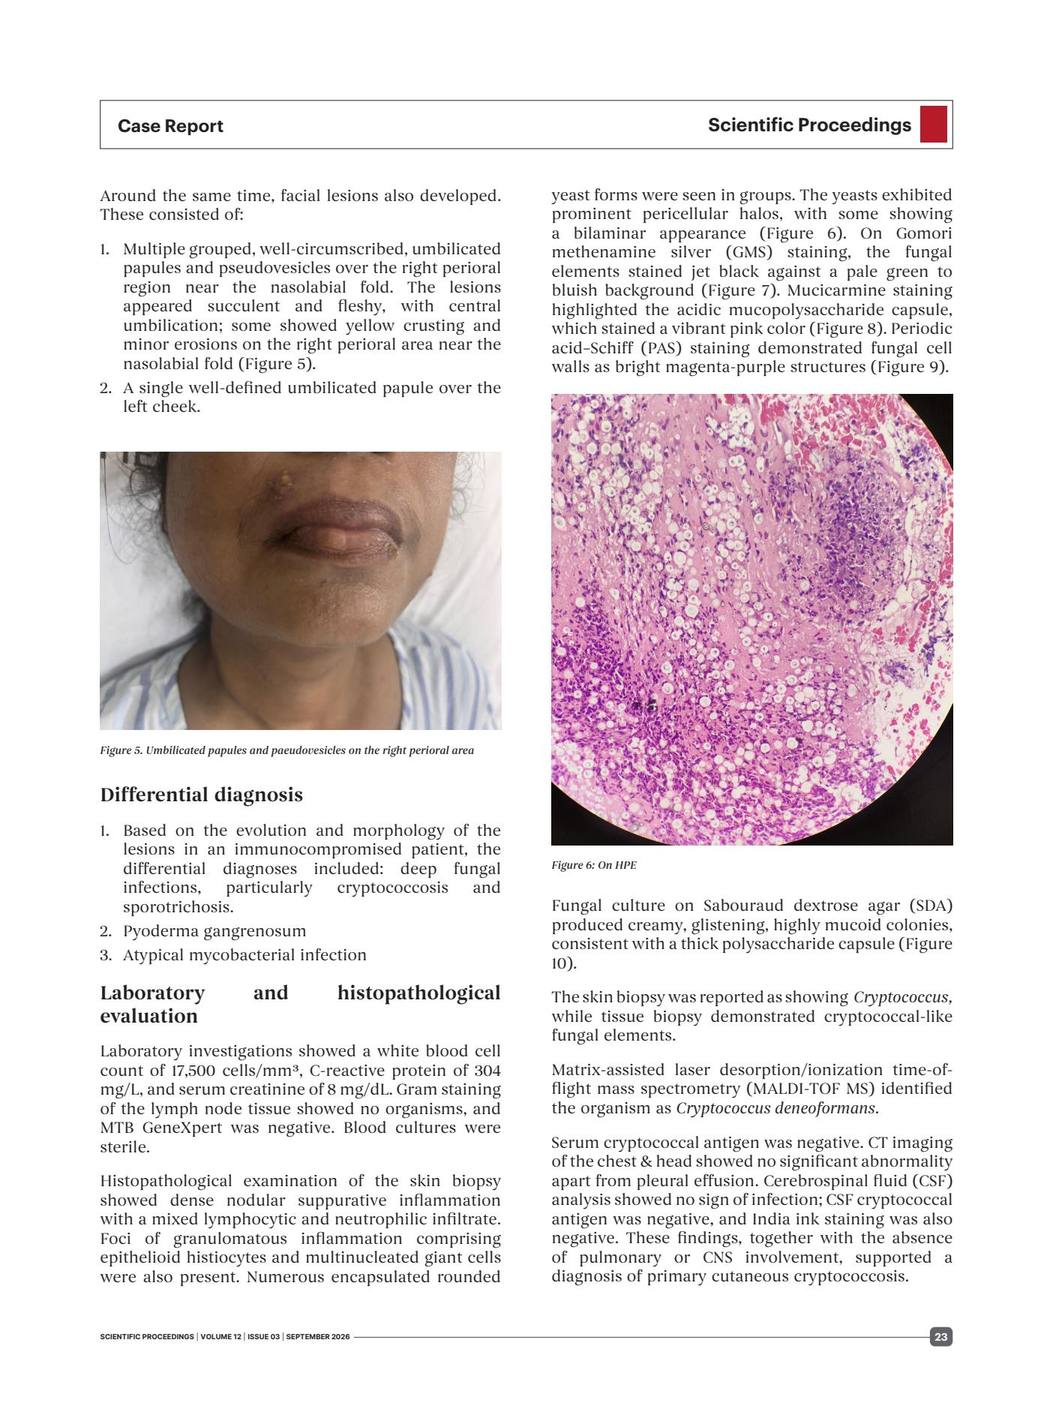 Case Report
Scientific Proceedings
Around the same time, facial lesions also developed.
These consisted of:
1. Multiple grouped, well-circumscribed, umbilicated
papules and pseudovesicles over the right perioral
region near the nasolabial fold. The lesions
appeared succulent and fleshy, with central
umbilication; some showed yellow crusting and
minor erosions on the right perioral area near the
nasolabial fold (Figure 5).
2. A single well-defined umbilicated papule over the
left cheek.
Figure 5. Umbilicated papules and paeudovesicles on the right perioral area
Differential diagnosis
1. Based on the evolution and morphology of the
lesions in an immunocompromised patient, the
differential diagnoses included: deep fungal
infections, particularly cryptococcosis and
sporotrichosis.
2. Pyoderma gangrenosum
3. Atypical mycobacterial infection
Laboratory and histopathological
evaluation
Laboratory investigations showed a white blood cell
count of 17,500 cells/mm³, C-reactive protein of 304
mg/L, and serum creatinine of 8 mg/dL. Gram staining
of the lymph node tissue showed no organisms, and
MTB GeneXpert was negative. Blood cultures were
sterile.
Histopathological examination of the skin biopsy
showed dense nodular suppurative inflammation
with a mixed lymphocytic and neutrophilic infiltrate.
Foci of granulomatous inflammation comprising
epithelioid histiocytes and multinucleated giant cells
were also present. Numerous encapsulated rounded
yeast forms were seen in groups. The yeasts exhibited
prominent pericellular halos, with some showing
a bilaminar appearance (Figure 6). On Gomori
methenamine silver (GMS) staining, the fungal
elements stained jet black against a pale green to
bluish background (Figure 7). Mucicarmine staining
highlighted the acidic mucopolysaccharide capsule,
which stained a vibrant pink color (Figure 8). Periodic
acid–Schiff (PAS) staining demonstrated fungal cell
walls as bright magenta-purple structures (Figure 9).
Figure 6: On HPE
Fungal culture on Sabouraud dextrose agar (SDA)
produced creamy, glistening, highly mucoid colonies,
consistent with a thick polysaccharide capsule (Figure
10).
The skin biopsy was reported as showing Cryptococcus,
while tissue biopsy demonstrated cryptococcal-like
fungal elements.
Matrix-assisted laser desorption/ionization time-of-
flight mass spectrometry (MALDI-TOF MS) identified
the organism as Cryptococcus deneoformans.
Serum cryptococcal antigen was negative. CT imaging
of the chest & head showed no significant abnormality
apart from pleural effusion. Cerebrospinal fluid (CSF)
analysis showed no sign of infection; CSF cryptococcal
antigen was negative, and India ink staining was also
negative. These findings, together with the absence
of pulmonary or CNS involvement, supported a
diagnosis of primary cutaneous cryptococcosis.
SCIENTIFIC PROCEEDINGS | VOLUME 12 | ISSUE 03 | SEPTEMBER 2026
23